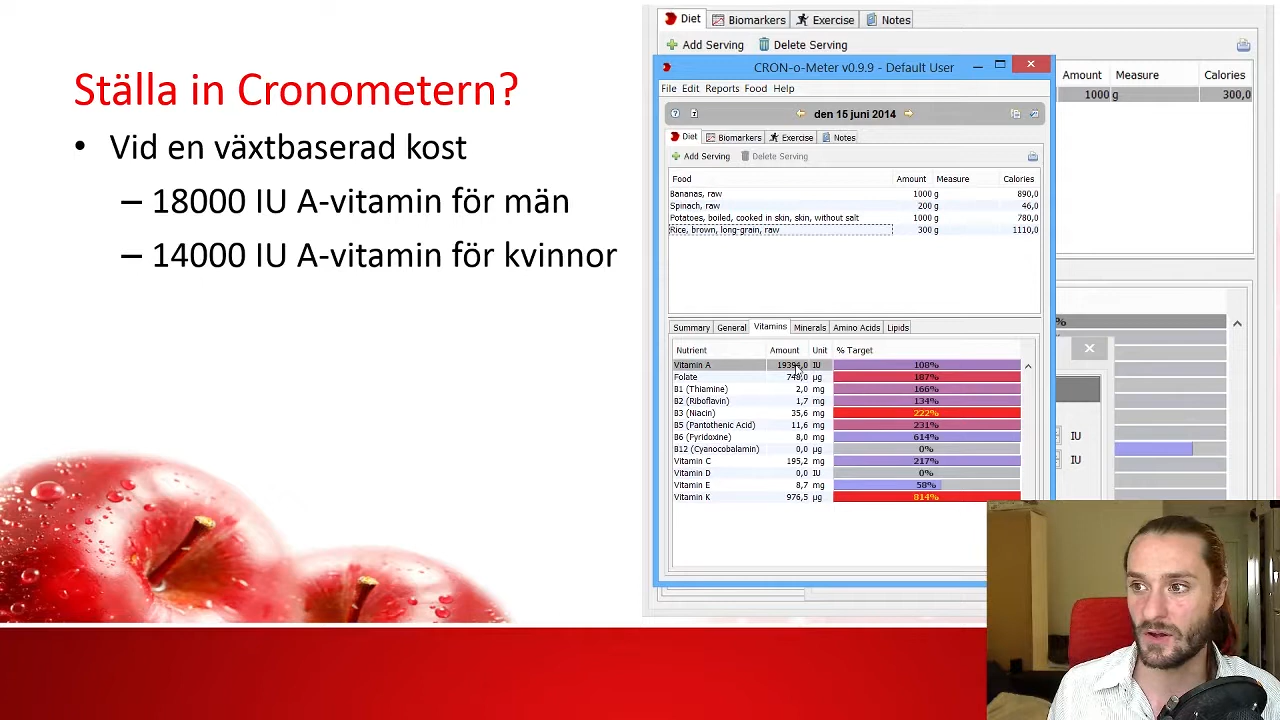 Ställa in Cronometern?
• Vid en växtbaserad kost
– 18000 IU A-vitamin för män
– 14000 IU A-vitamin för kvinnor
Diet Biomarkers Exercise Notes
Add Serving Delete Serving
Amount Measure Calories
1000 g 300,0
CRON-o-Meter v0.9.9 - Default User
File Edit Reports Food Help
den 15 juni 2014
Diet Biomarkers Exercise Notes
Add Serving Delete Serving
Food Amount Measure Calories
Bananas, raw 1000 g 890,0
Spinach, raw 200 g 46,0
Potatoes, boiled, cooked in skin, skin, without salt 1000 g 780,0
Rice, brown, long-grain, raw 300 g 1110,0
Summary General Vitamins Minerals Amino Acids Lipids
Nutrient Amount Unit % Target
Vitamin A 19394,0 IU 108%
Folate µg 187%
B1 (Thiamine) 2,0 mg 166%
B2 (Riboflavin) 1,7 mg 134%
B3 (Niacin) 35,6 mg 222%
B5 (Pantothenic Acid) 11,6 mg 231%
B6 (Pyridoxine) 8,0 mg 614%
B12 (Cyanocobalamin) 0,0 µg 0%
Vitamin C 195,2 mg 217%
Vitamin D 0,0 IU 0%
Vitamin E 8,7 mg 58%
Vitamin K 976,5 µg 814%
%
IU
IU